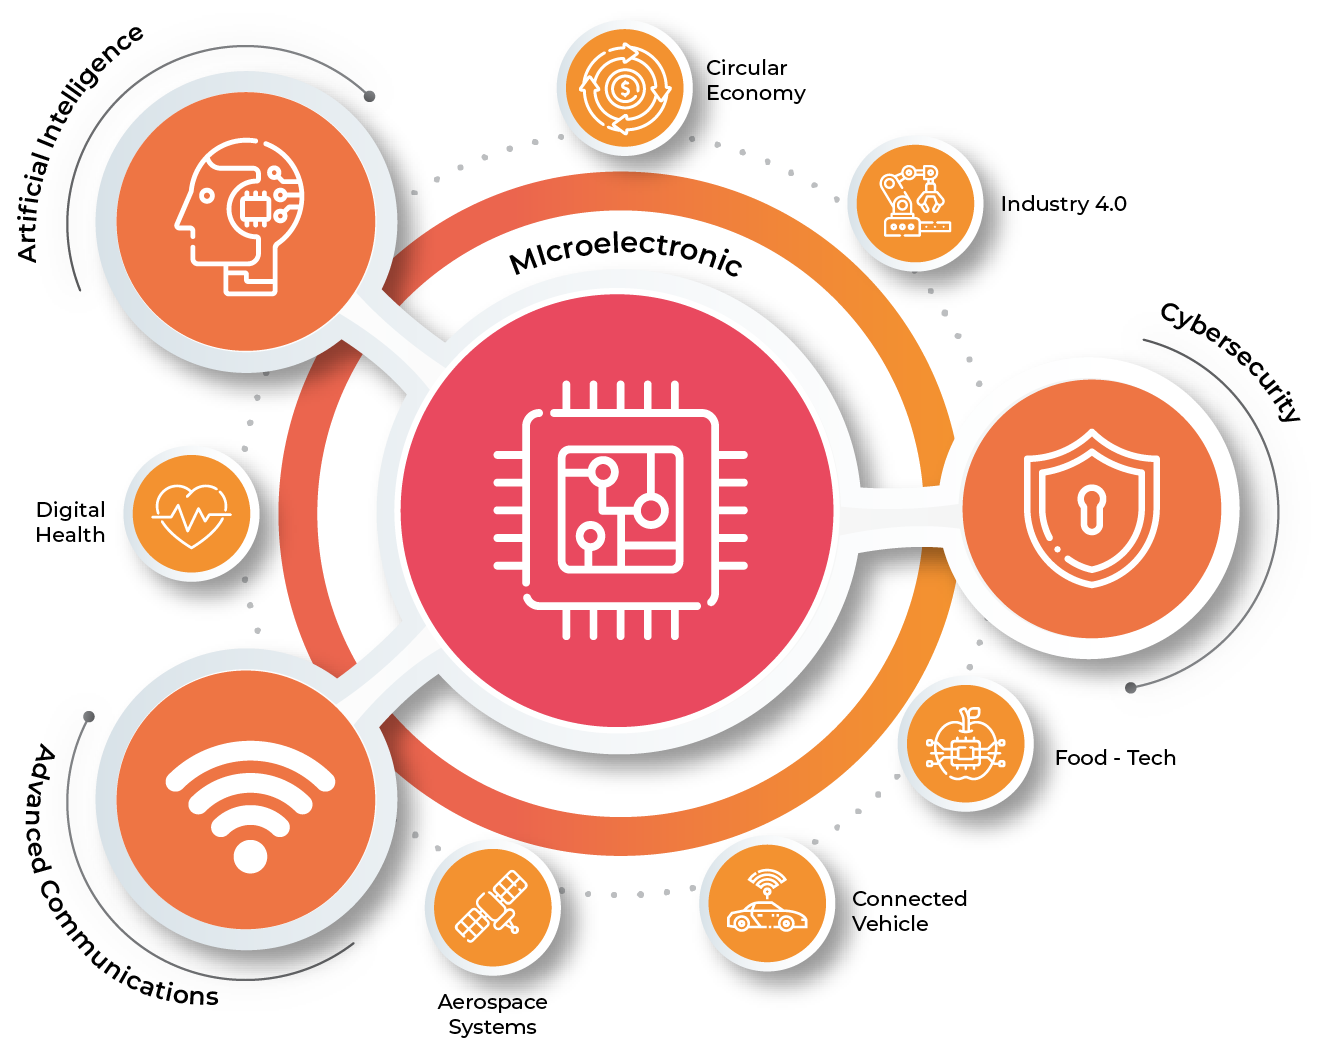 Artificial Intelligence
Circular
Economy
Industry 4.0
MIcroelectronic
$
Cybersecurity
Digital
Health
Food - Tech
Advanced Communications
Connected
Vehicle
Aerospace
Systems